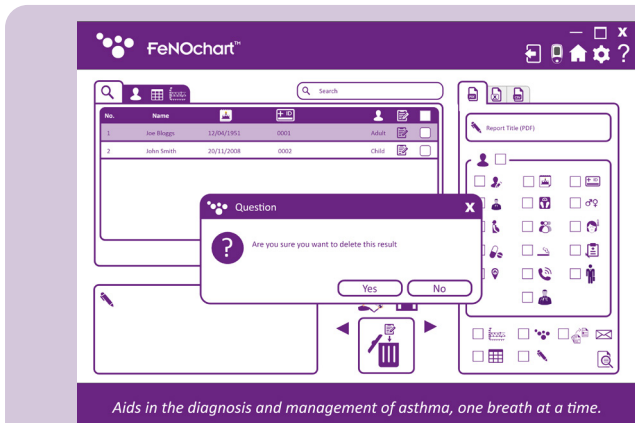 FeNOchart™
x
?
Search
No. Name + ID
1 Joe Bloggs 12/04/1951 0001 Adult
2 John Smith 20/11/2008 0002 Child
Report Title (PDF)
Question X
? Are you sure you want to delete this result
Yes No
Aids in the diagnosis and management of asthma, one breath at a time.